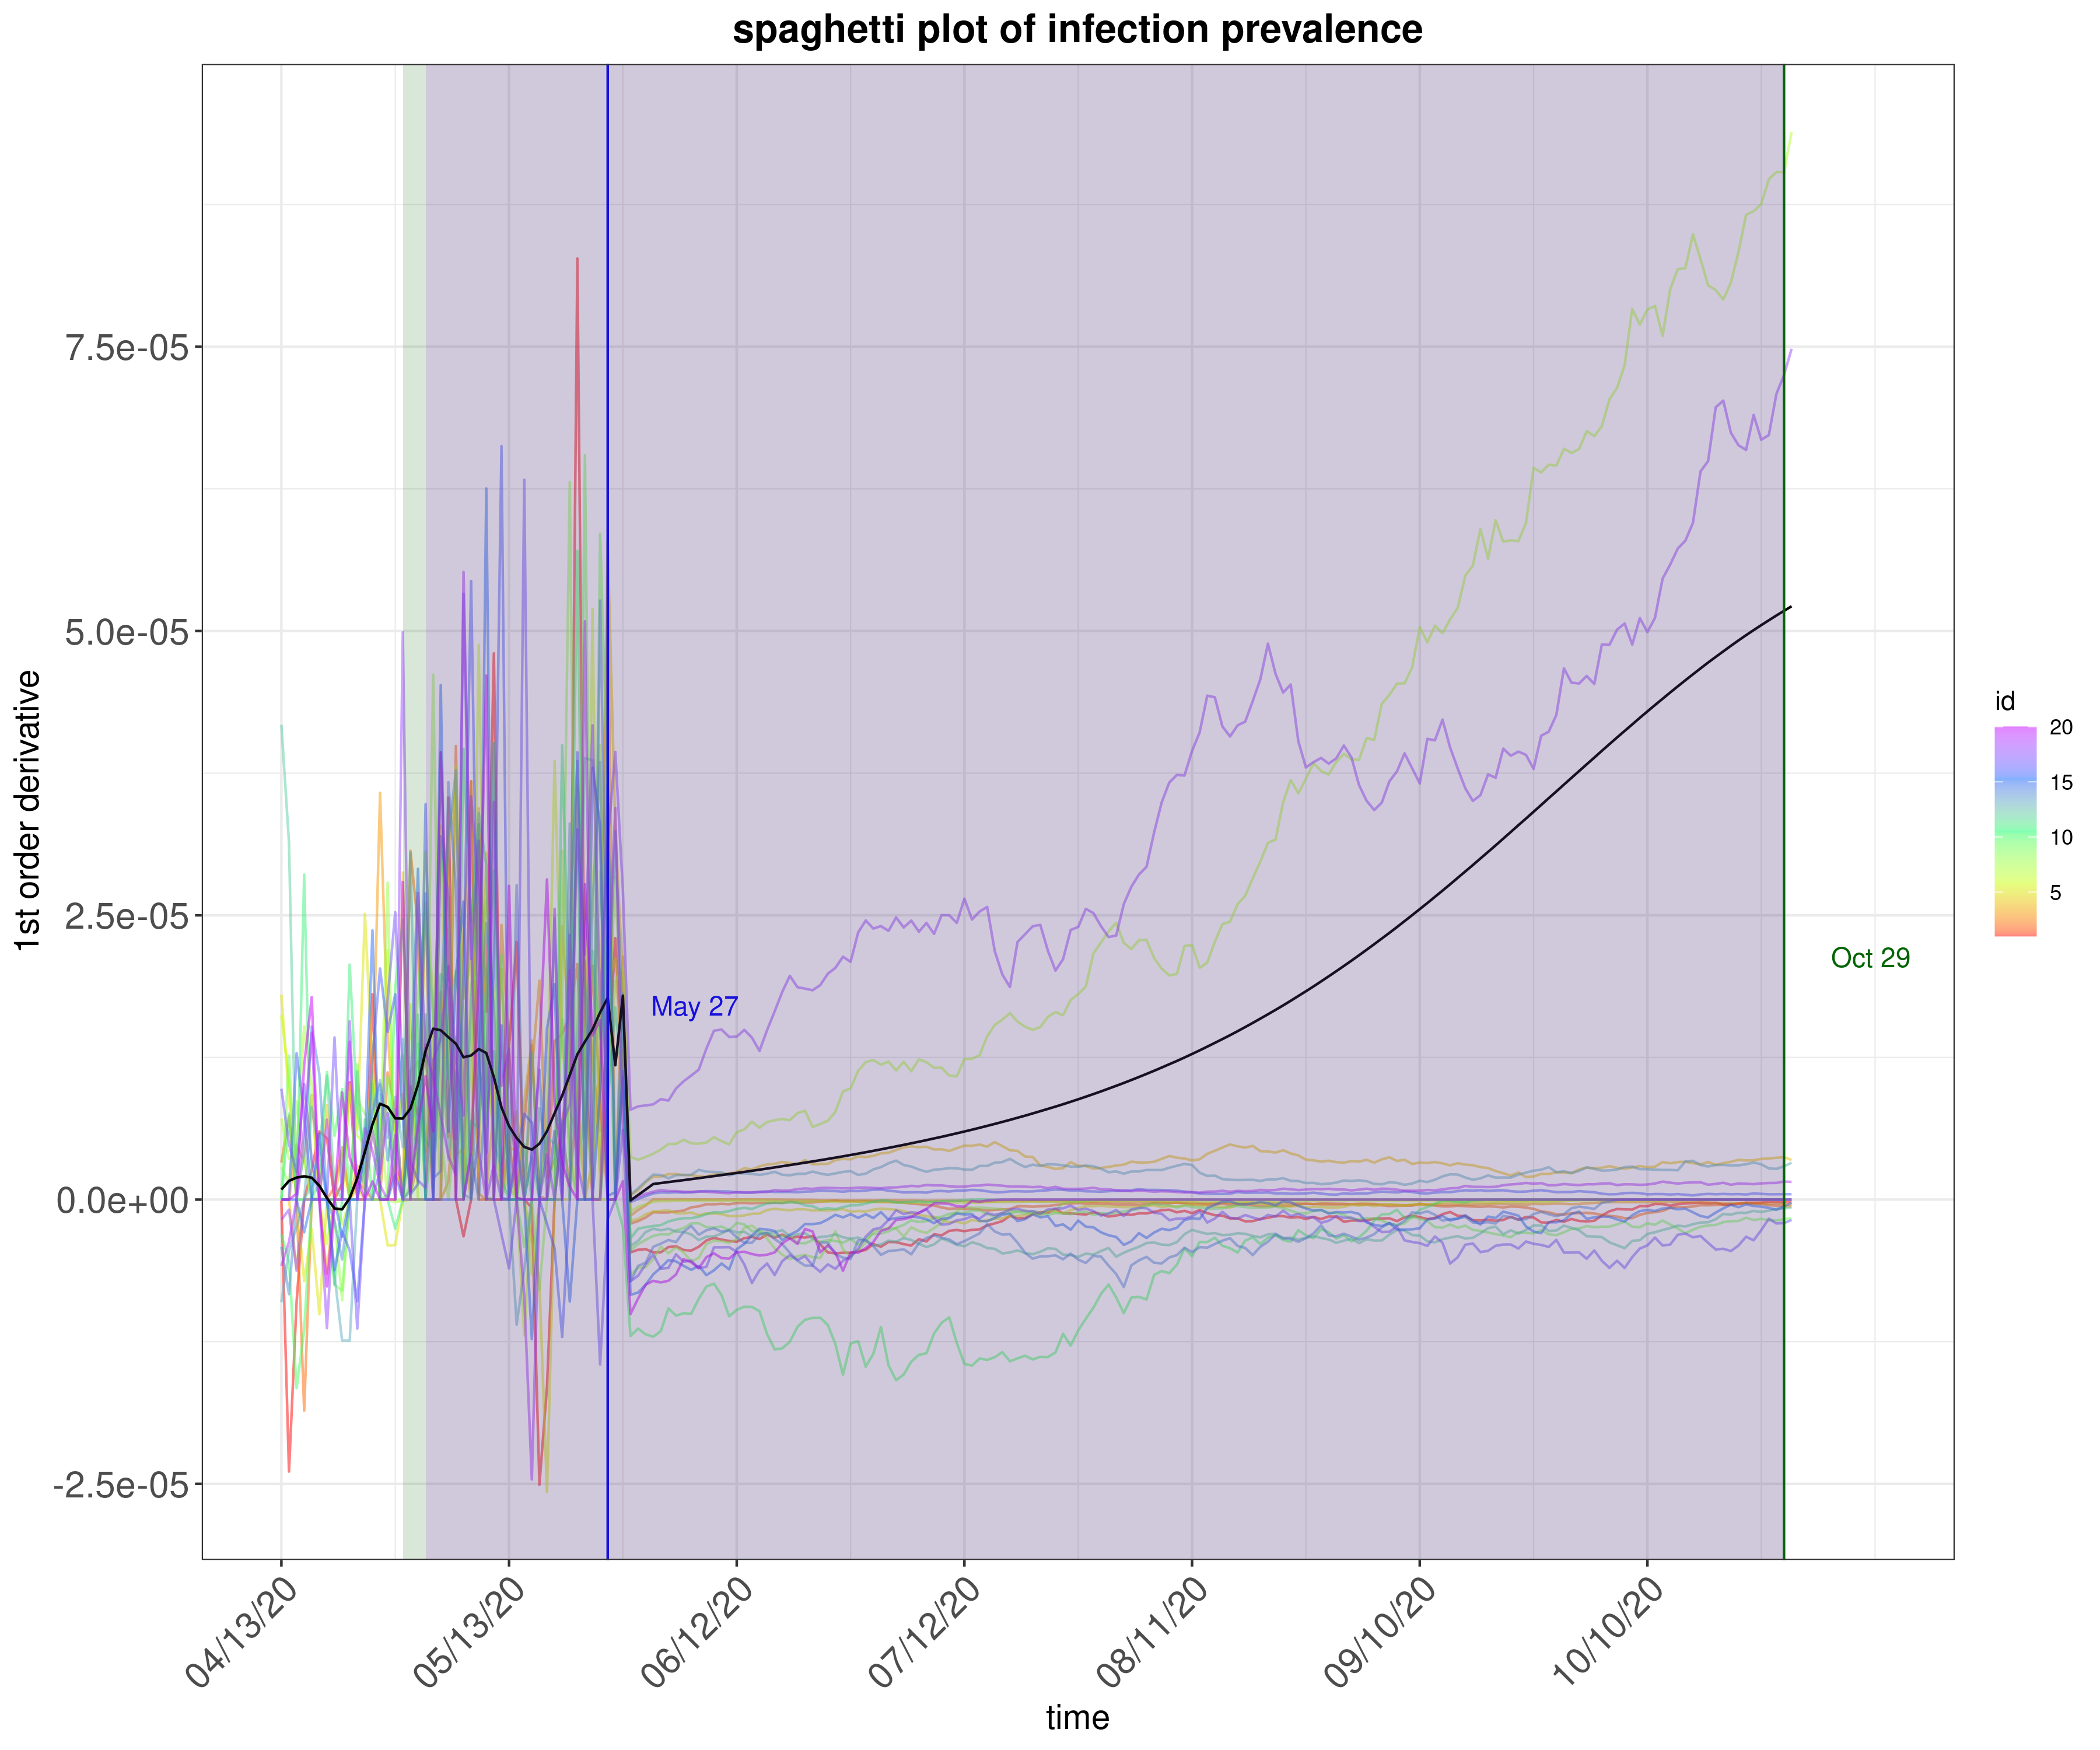 spaghetti plot of infection prevalence
1st order derivative
7.5e-05
5.0e-05
2.5e-05
0.0e+00
-2.5e-05
May 27
Oct 29
id
20
15
10
5
04/13/20
05/13/20
06/12/20
07/12/20
08/11/20
09/10/20
10/10/20
time